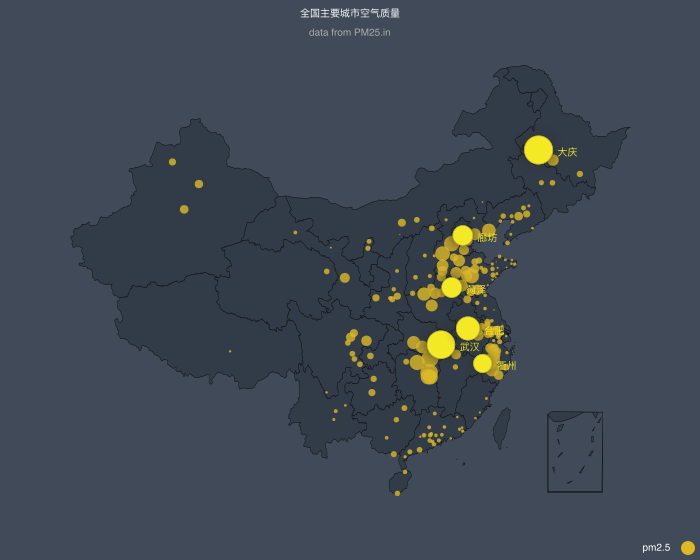 全国主要城市空气质量
data from PM25.in
大庆
廊坊
菏泽
合肥
武汉
衢州
pm2.5